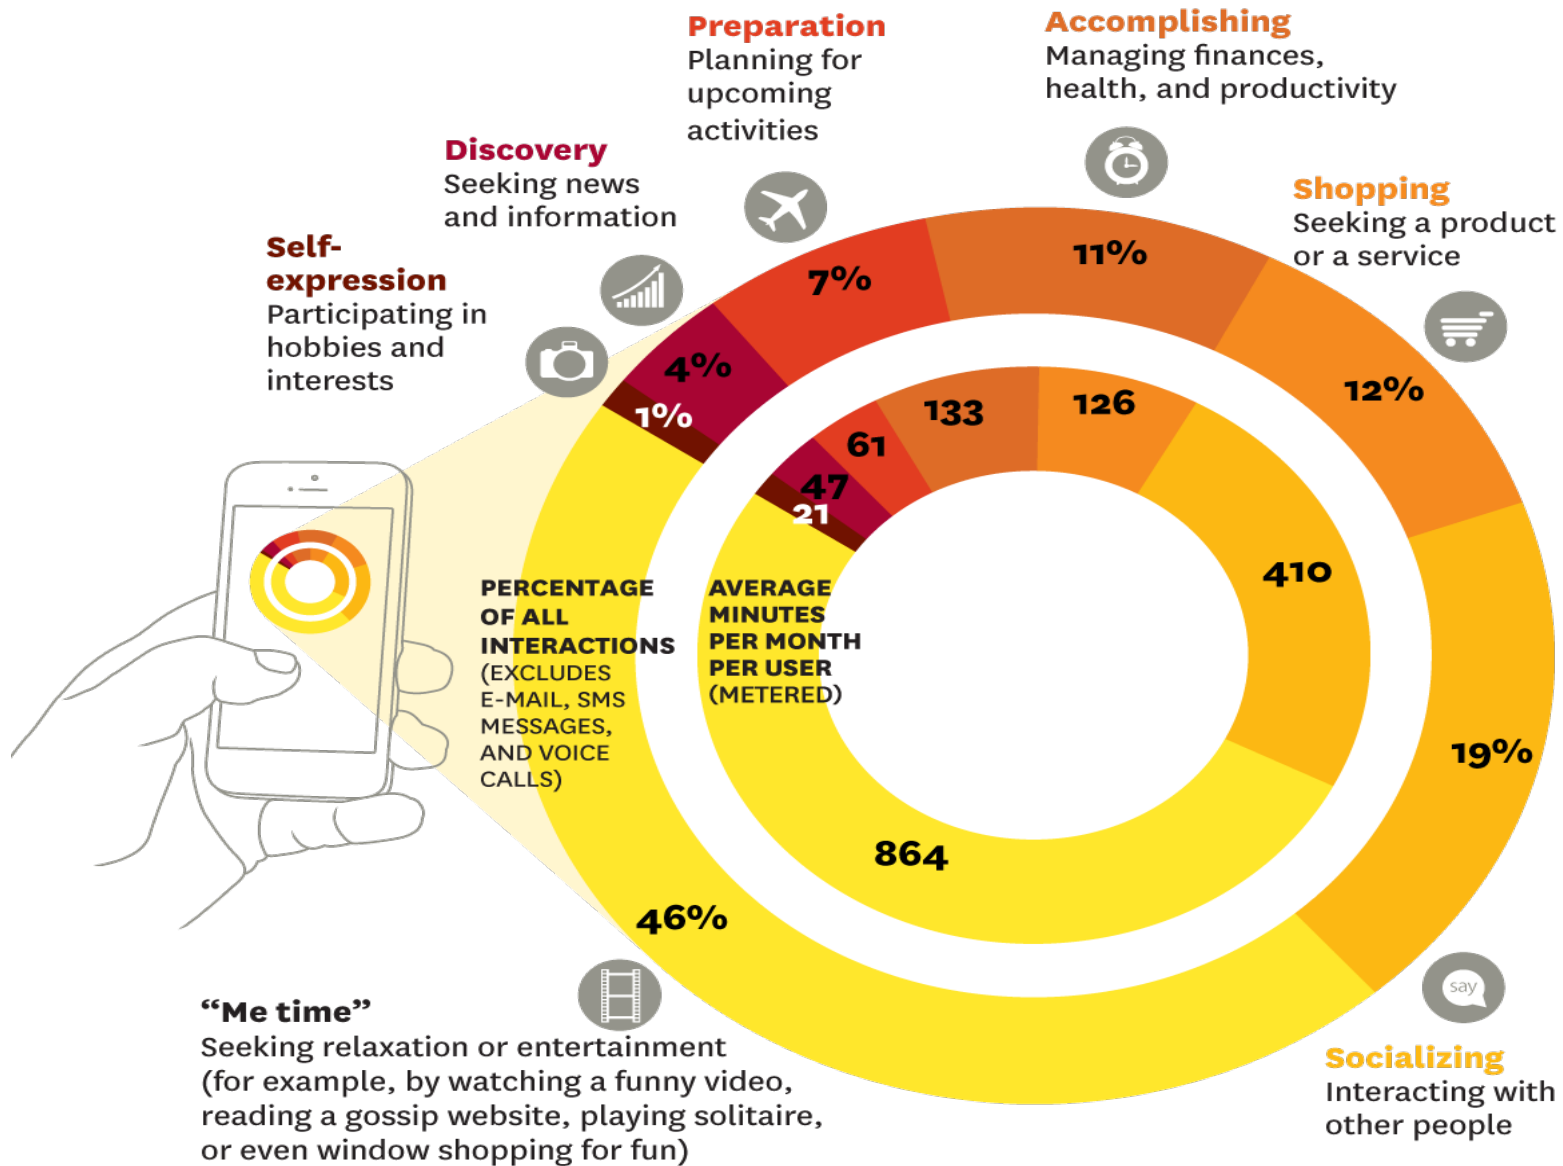 Preparation
Planning for
upcoming
activities
Accomplishing
Managing finances,
health, and productivity
Discovery
Seeking news
and information
Shopping
Seeking a product
or a service
Self-
expression
Participating in
hobbies and
interests
11%
7%
4%
1%
12%
133
126
61
47
21
410
PERCENTAGE
OF ALL
INTERACTIONS
(EXCLUDES
E-MAIL, SMS
MESSAGES,
AND VOICE
CALLS)
AVERAGE
MINUTES
PER MONTH
PER USER
(METERED)
19%
864
46%
say
“Me time”
Seeking relaxation or entertainment
(for example, by watching a funny video,
reading a gossip website, playing solitaire,
or even window shopping for fun)
Socializing
Interacting with
other people